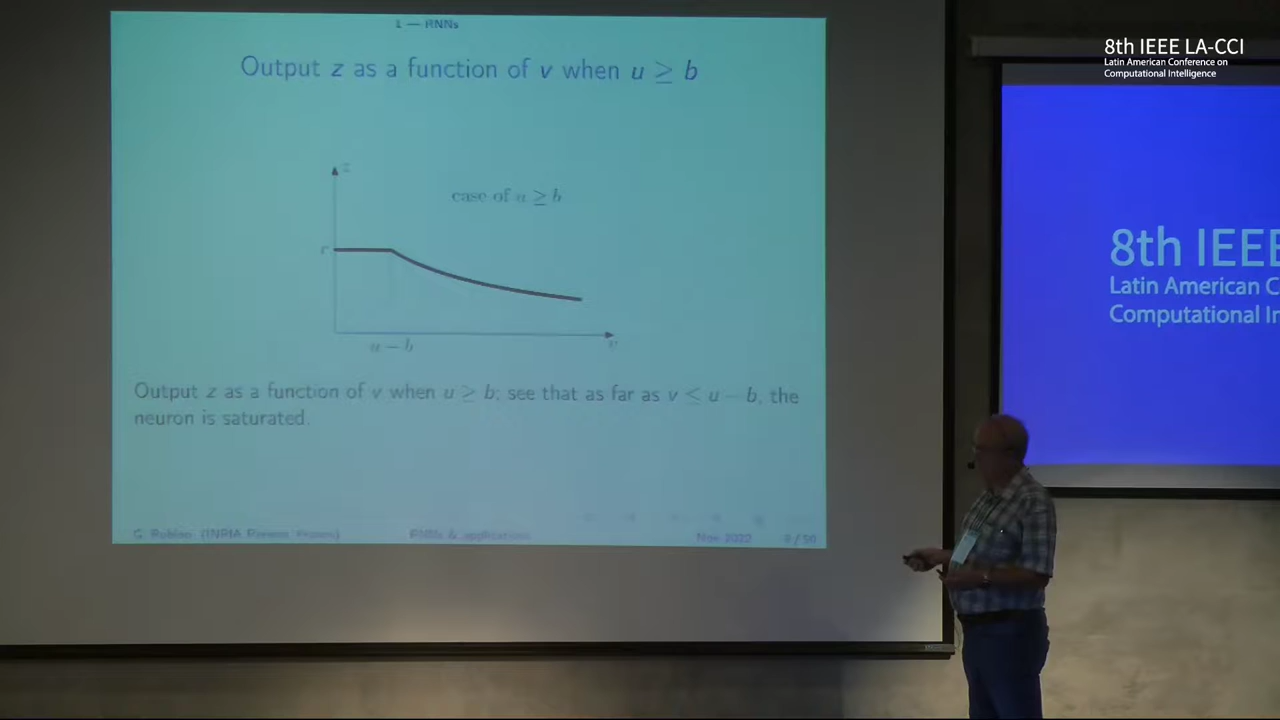 1 — RNNs
Output z as a function of v when u ≥ b
z
case of u ≥ b
r
u − b
v
Output z as a function of v when u ≥ b; see that as far as v ≤ u − b, the
neuron is saturated.
G. Rubino (INRIA Rennes, France)
RNNs & applications
Nov 2022
9 / 50
8th IEEE LA-CCI
Latin American Conference on
Computational Intelligence
8th IEEE
Latin American C
Computational In